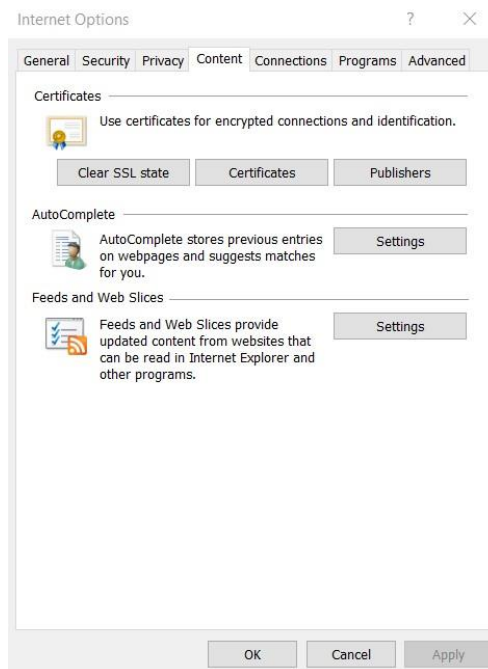 Internet Options ?
General Security Privacy Content Connections Programs Advanced
Certificates
Use certificates for encrypted connections and identification.
Clear SSL state Certificates Publishers
AutoComplete
AutoComplete stores previous entries
on webpages and suggests matches
for you.
Settings
Feeds and Web Slices
Feeds and Web Slices provide
updated content from websites that
can be read in Internet Explorer and
other programs.
Settings
OK Cancel Apply